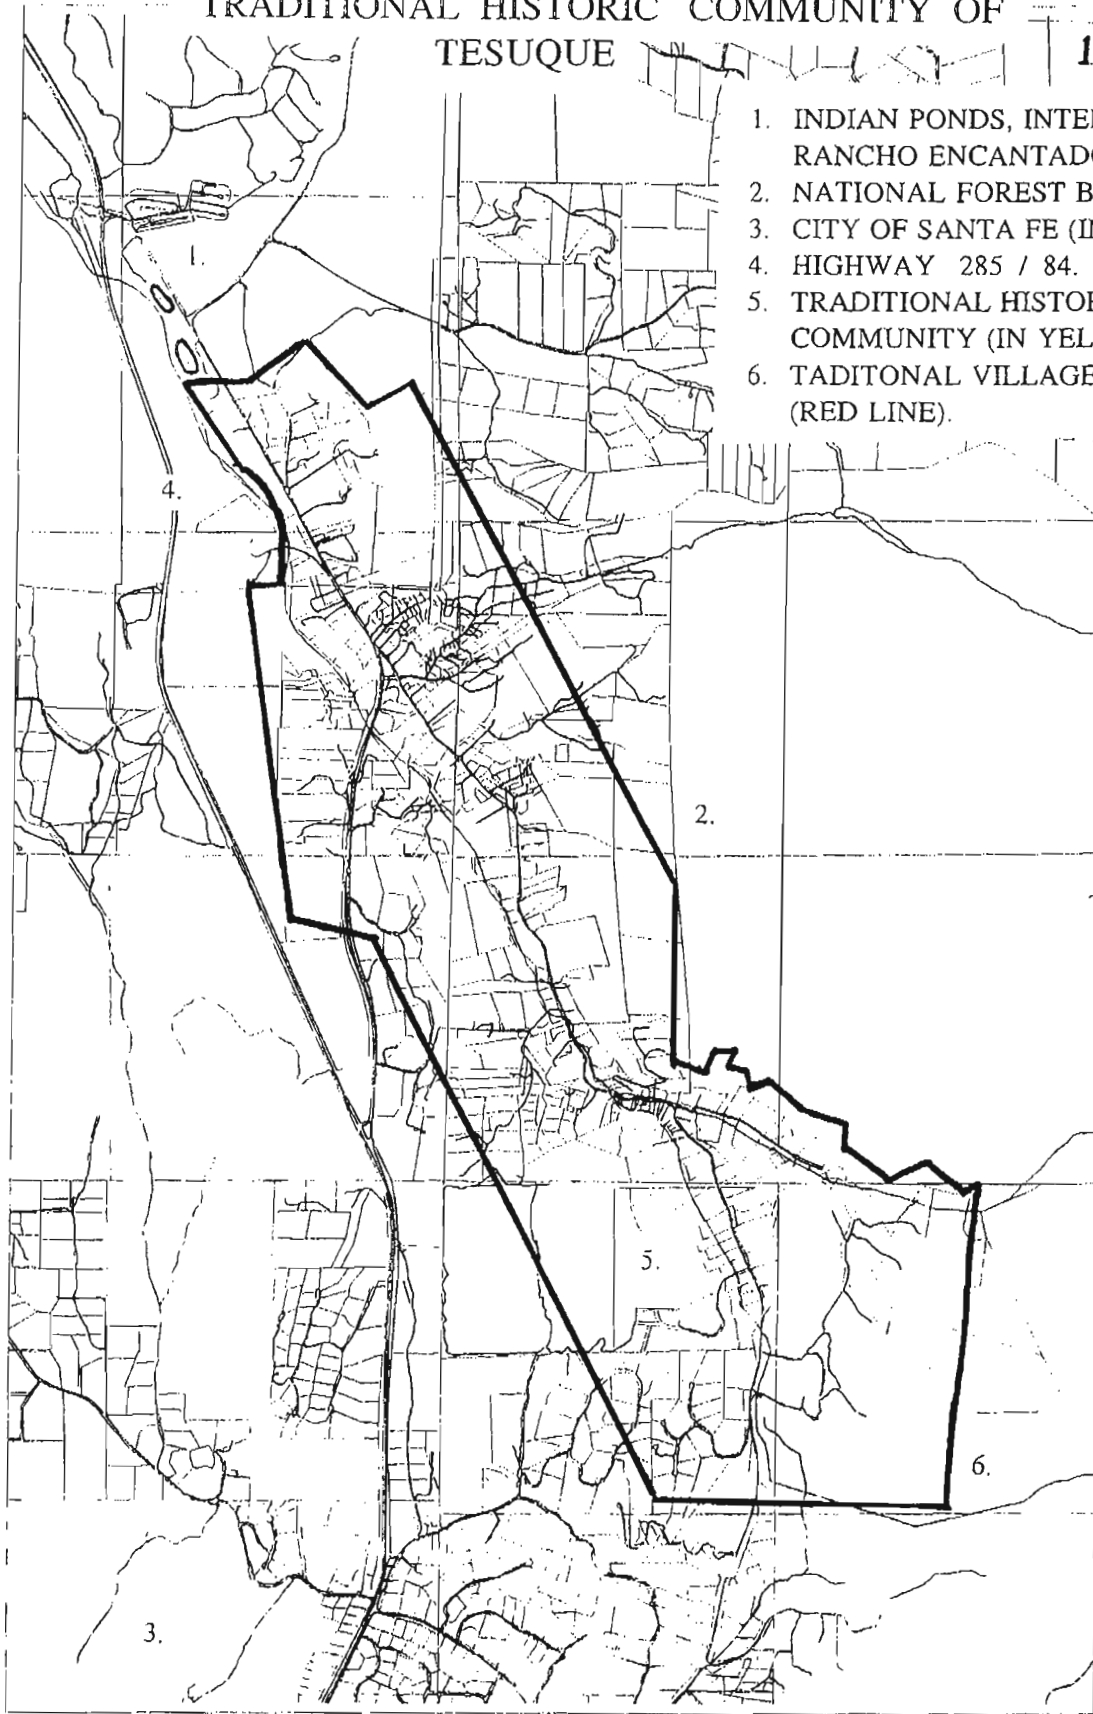 TRADITIONAL HISTORIC COMMUNITY OF
TESUQUE
1
1. INDIAN PONDS, INTE
RANCHO ENCANTAD
2. NATIONAL FOREST B
3. CITY OF SANTA FE (I
4. HIGHWAY 285 / 84.
5. TRADITIONAL HISTOR
COMMUNITY (IN YEL
6. TADITONAL VILLAGE
(RED LINE).
1.
4.
2.
5.
6.
3.